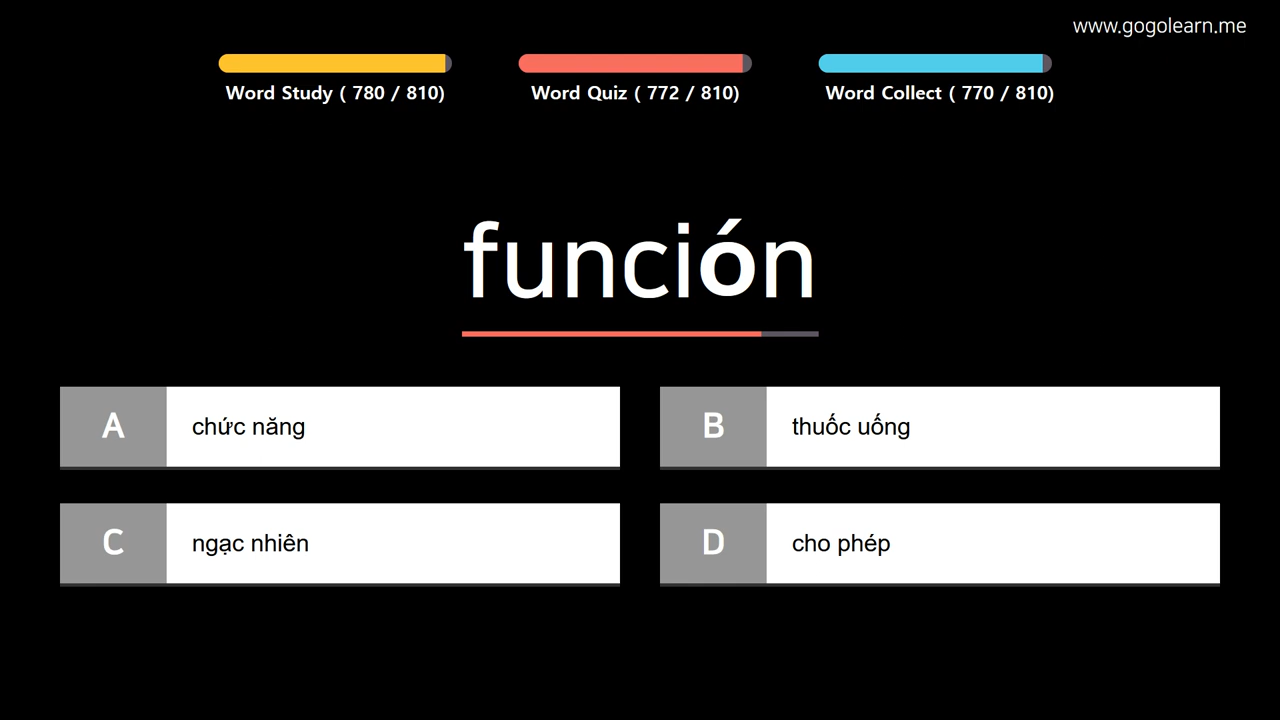 www.gogolearn.me
Word Study ( 780 / 810)
Word Quiz ( 772 / 810)
Word Collect ( 770 / 810)
función
A chức năng
B thuốc uống
C ngạc nhiên
D cho phép